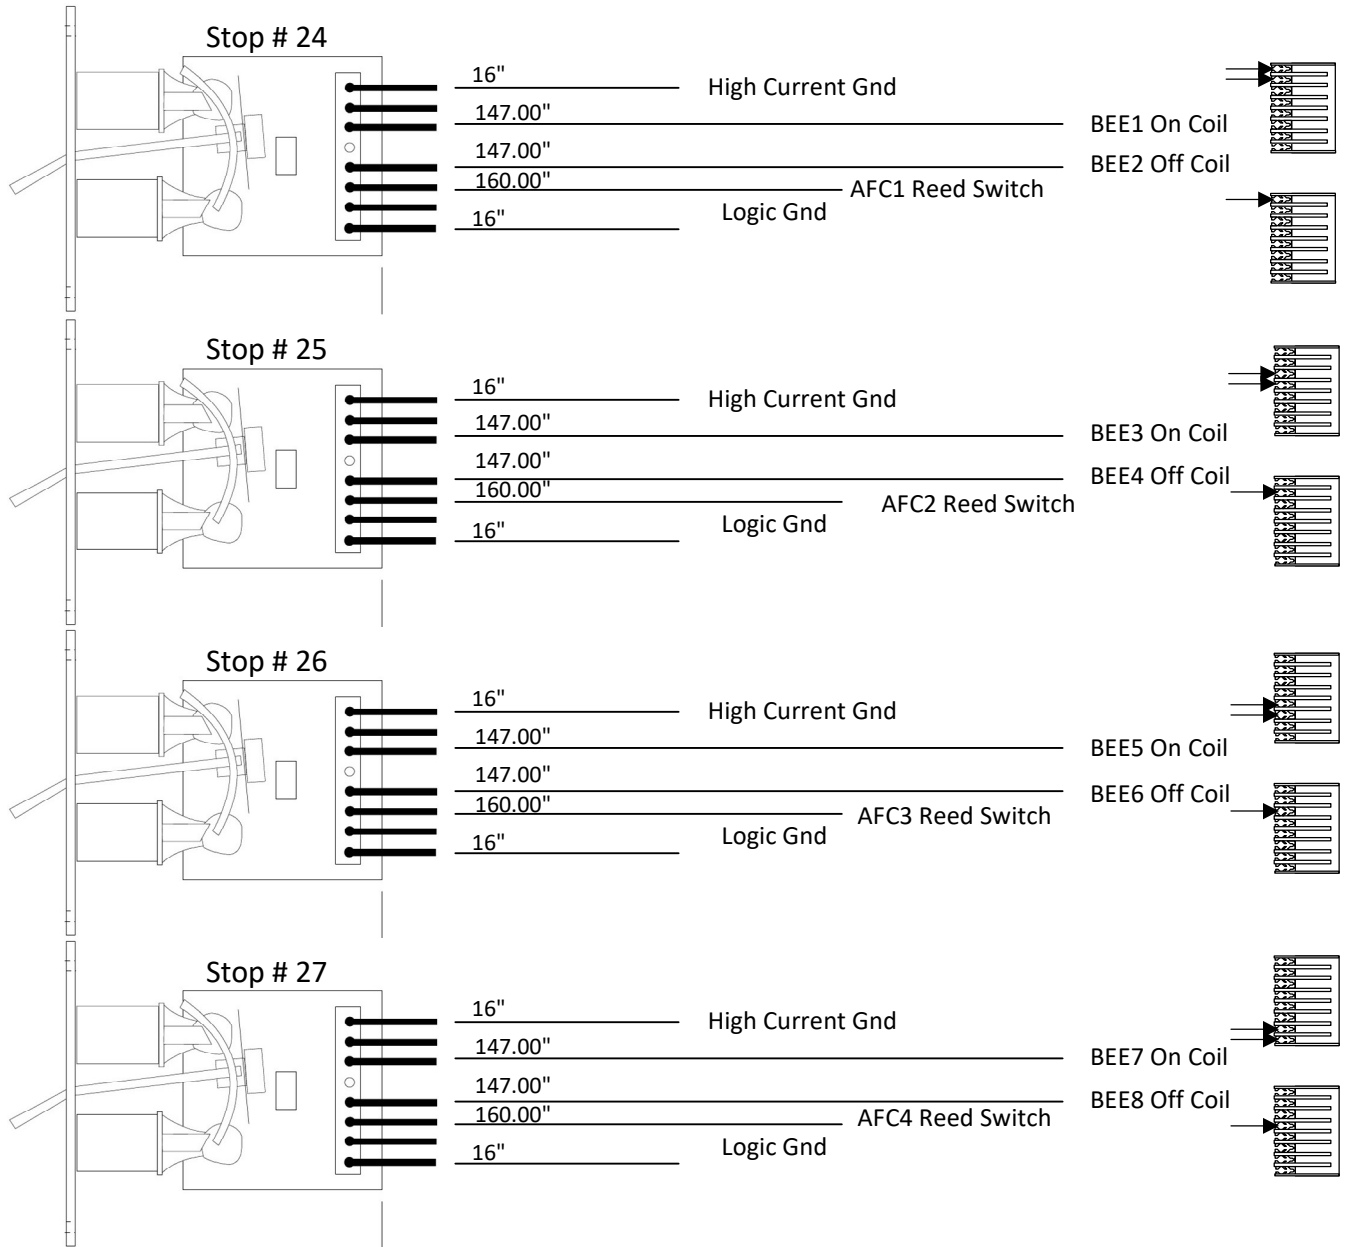 Stop # 24
16"
High Current Gnd
147.00"
BEE1 On Coil
147.00"
BEE2 Off Coil
160.00"
AFC1 Reed Switch
Logic Gnd
16"
Stop # 25
16"
High Current Gnd
147.00"
BEE3 On Coil
147.00"
BEE4 Off Coil
160.00"
AFC2 Reed Switch
Logic Gnd
16"
Stop # 26
16"
High Current Gnd
147.00"
BEE5 On Coil
147.00"
BEE6 Off Coil
160.00"
AFC3 Reed Switch
Logic Gnd
16"
Stop # 27
16"
High Current Gnd
147.00"
BEE7 On Coil
147.00"
BEE8 Off Coil
160.00"
AFC4 Reed Switch
Logic Gnd
16"